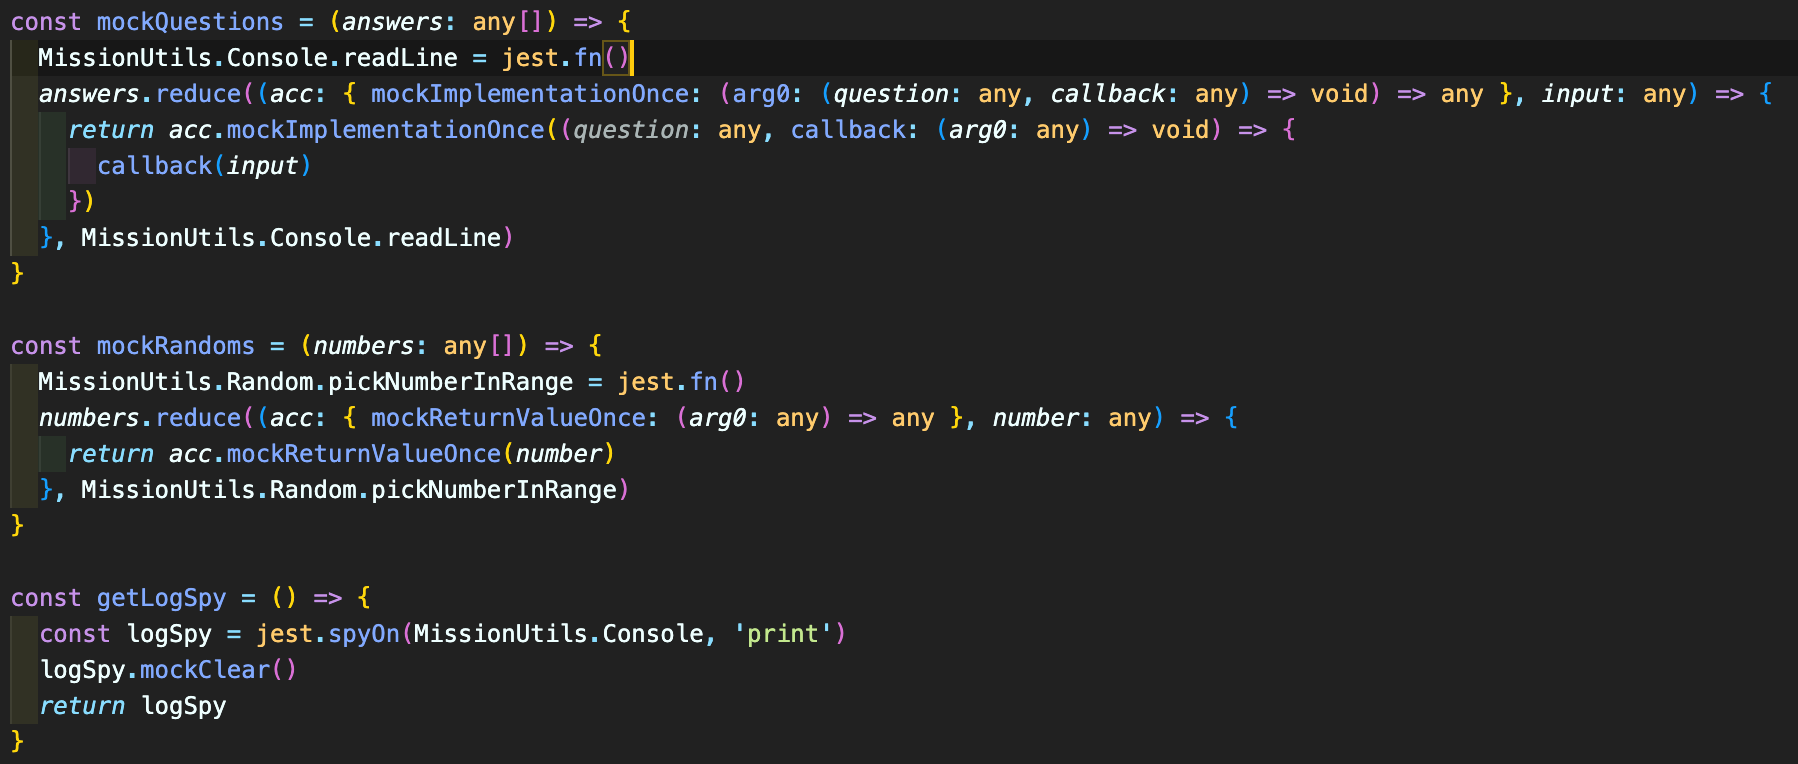 const mockQuestions = (answers: any[]) => {
  MissionUtils.Console.readLine = jest.fn()
  answers.reduce((acc: { mockImplementationOnce: (arg0: (question: any, callback: any) => void) => any }, input: any) => {
    return acc.mockImplementationOnce((question: any, callback: (arg0: any) => void) => {
      callback(input)
    })
  }, MissionUtils.Console.readLine)
}

const mockRandoms = (numbers: any[]) => {
  MissionUtils.Random.pickNumberInRange = jest.fn()
  numbers.reduce((acc: { mockReturnValueOnce: (arg0: any) => any }, number: any) => {
    return acc.mockReturnValueOnce(number)
  }, MissionUtils.Random.pickNumberInRange)
}

const getLogSpy = () => {
  const logSpy = jest.spyOn(MissionUtils.Console, 'print')
  logSpy.mockClear()
  return logSpy
}